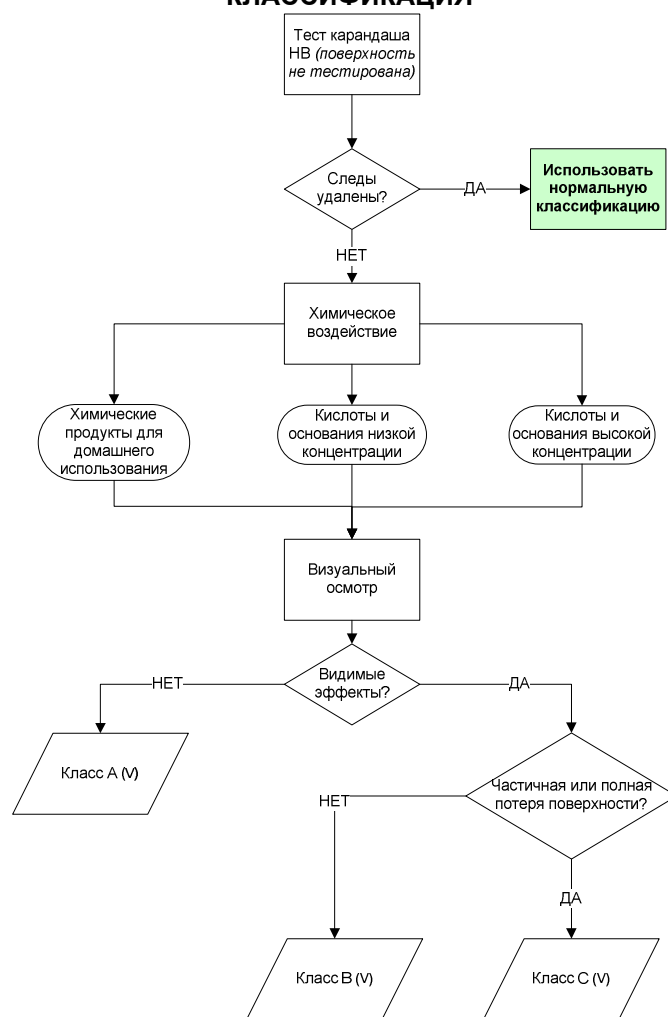 КЛАССИФИКАЦИЯ
Тест карандаша
НВ (поверхность
не тестирована)
Следы
удалены?
ДА
Использовать
нормальную
классификацию
НЕТ
Химическое
воздействие
Химические
продукты для
домашнего
использования
Кислоты и
основания низкой
концентрации
Кислоты и
основания высокой
концентрации
Визуальный
осмотр
Видимые
эффекты?
НЕТ
ДА
Класс А (V)
Частичная или полная
потеря поверхности?
НЕТ
ДА
Класс В (V)
Класс С (V)